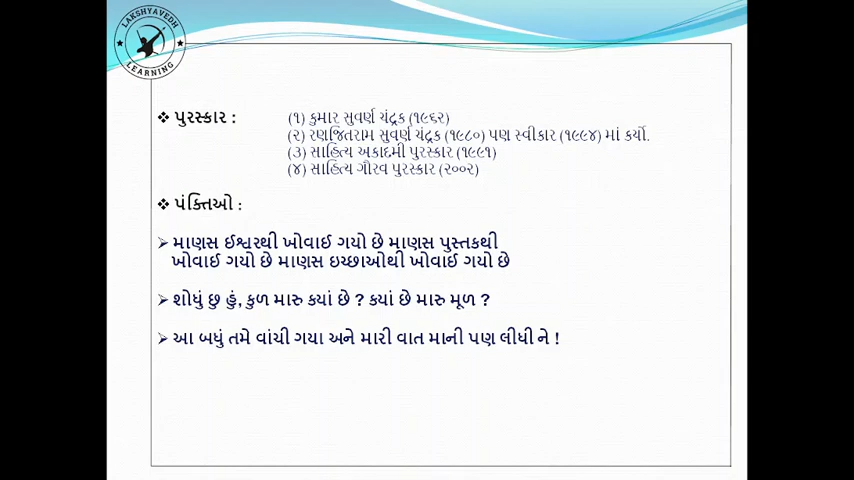 LAKSHYAVEDH
LEARNING
❖ પુરસ્કાર : (૧) કુમાર સુવર્ણ ચંદ્રક (૧૯૬૨)
(૨) રણજિતરામ સુવર્ણ ચંદ્રક (૧૯૮૦) પણ સ્વીકાર (૧૯૯૪) માં કર્યો.
(૩) સાહિત્ય અકાદમી પુરસ્કાર (૧૯૯૧)
(૪) સાહિત્ય ગૌરવ પુરસ્કાર (૨૦૦૨)
❖ પંક્તિઓ :
➢ માણસ ઈશ્વરથી ખોવાઈ ગયો છે માણસ પુસ્તકથી
ખોવાઈ ગયો છે માણસ ઇચ્છાઓથી ખોવાઈ ગયો છે
➢ શોધું છુ હું, કુળ મારુ કયાં છે ? કયાં છે મારુ મૂળ ?
➢ આ બધું તમે વાંચી ગયા અને મારી વાત માની પણ લીધી ને !